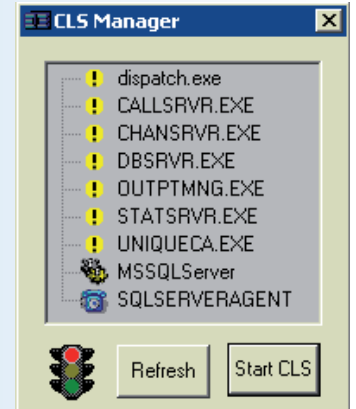 CLS Manager
dispatch.exe
CALLSRVR.EXE
CHANSRVR.EXE
DBSRVR.EXE
OUTPTMNG.EXE
STATSRVR.EXE
UNIQUECA.EXE
MSSQLServer
SQLSERVERAGENT
Refresh
Start CLS